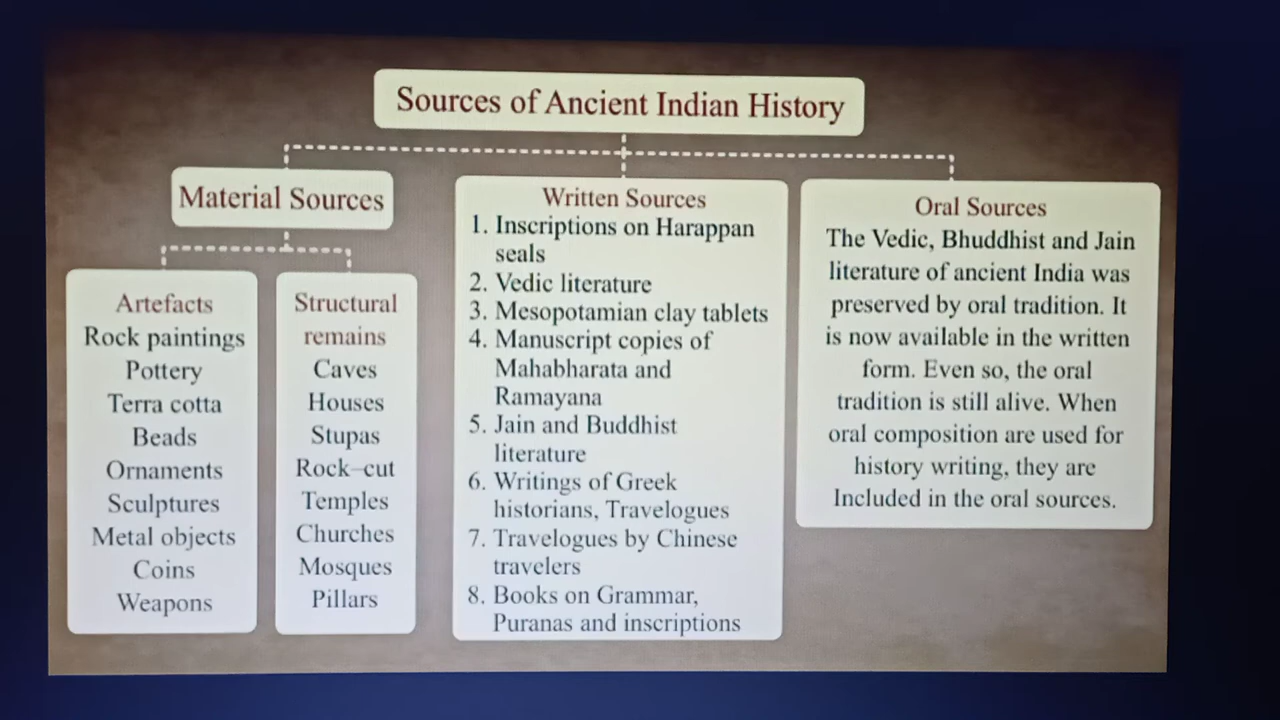 Sources of Ancient Indian History
Material Sources
Artefacts
Rock paintings
Pottery
Terra cotta
Beads
Ornaments
Sculptures
Metal objects
Coins
Weapons
Structural
remains
Caves
Houses
Stupas
Rock–cut
Temples
Churches
Mosques
Pillars
Written Sources
1. Inscriptions on Harappan
seals
2. Vedic literature
3. Mesopotamian clay tablets
4. Manuscript copies of
Mahabharata and
Ramayana
5. Jain and Buddhist
literature
6. Writings of Greek
historians, Travelogues
7. Travelogues by Chinese
travelers
8. Books on Grammar,
Puranas and inscriptions
Oral Sources
The Vedic, Bhuddhist and Jain
literature of ancient India was
preserved by oral tradition. It
is now available in the written
form. Even so, the oral
tradition is still alive. When
oral composition are used for
history writing, they are
Included in the oral sources.